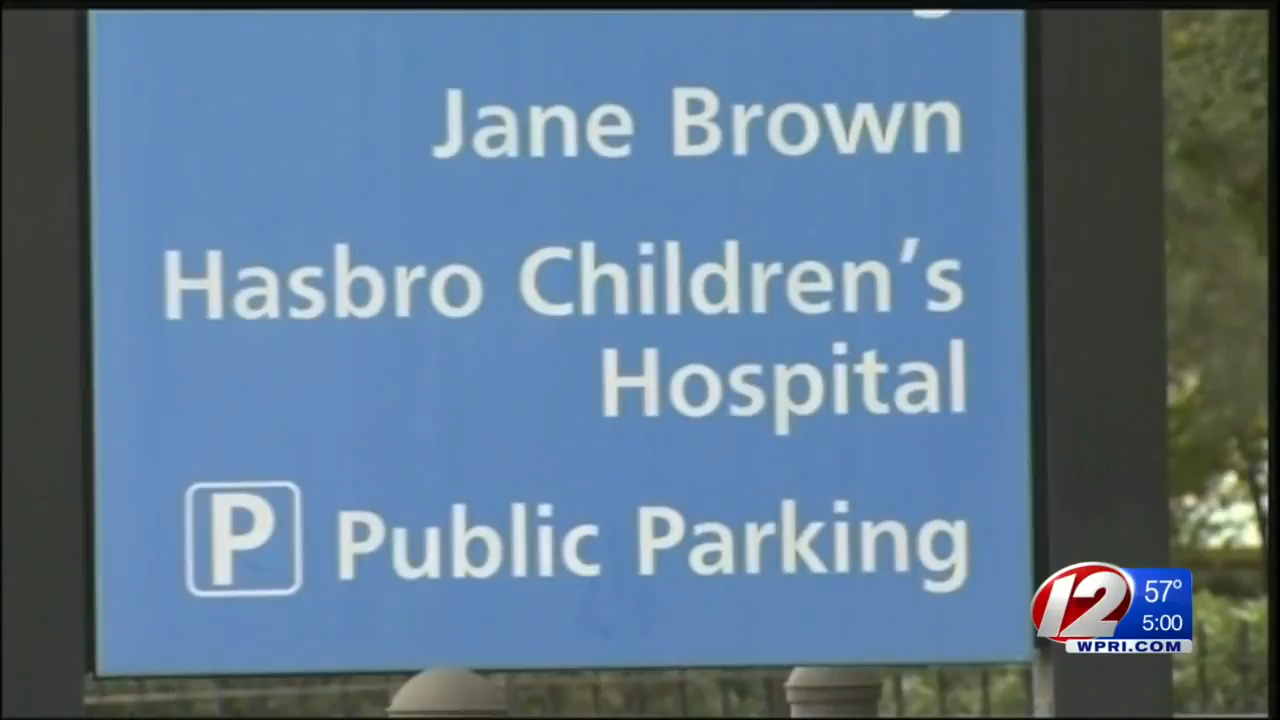 Jane Brown
Hasbro Children's
Hospital
P Public Parking
12 57°
5:00
WPRI.COM